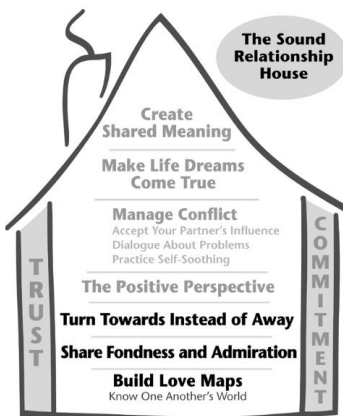 The Sound
Relationship
House
Create
Shared Meaning
Make Life Dreams
Come True
Manage Conflict
Accept Your Partner's Influence
Dialogue About Problems
Practice Self-Soothing
The Positive Perspective
Turn Towards Instead of Away
Share Fondness and Admiration
Build Love Maps
Know One Another's World
TRUST
COMMITMENT